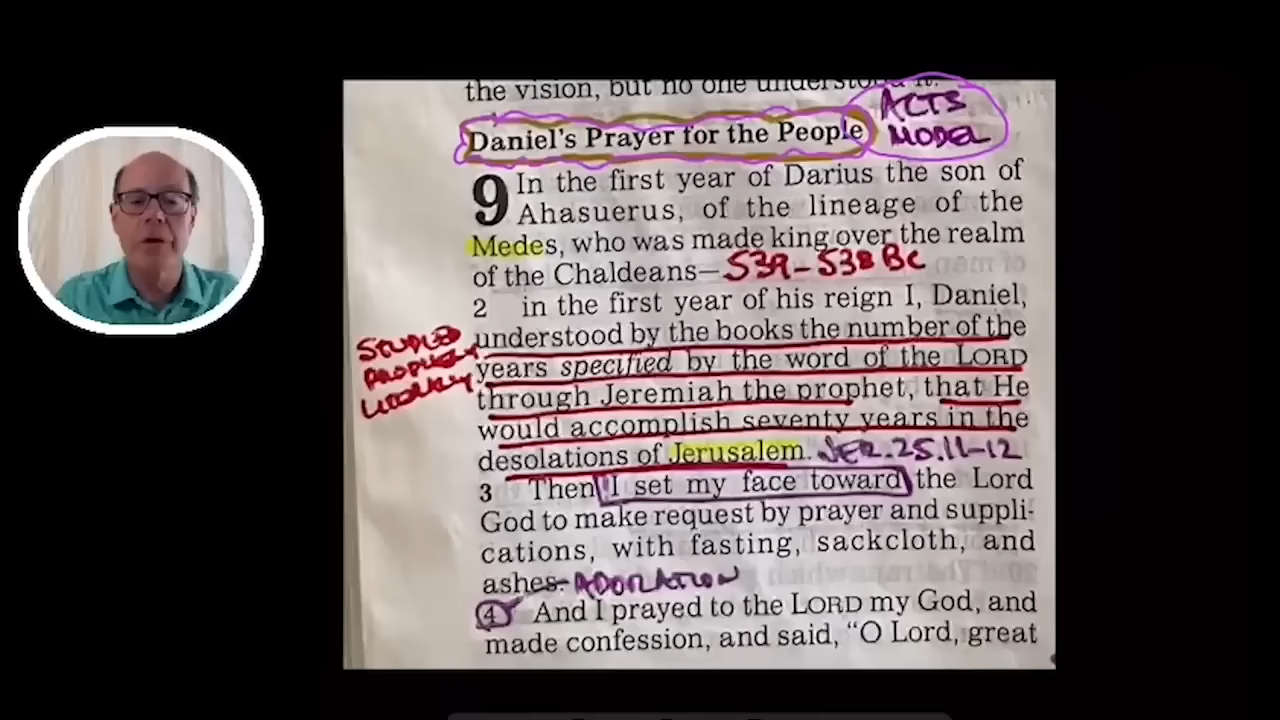 the vision, but no one understood it.
Daniel's Prayer for the People
ACTS
MODEL
9 In the first year of Darius the son of
Ahasuerus, of the lineage of the
Medes, who was made king over the realm
of the Chaldeans— 539-538 BC
2 in the first year of his reign I, Daniel,
understood by the books the number of the
years specified by the word of the LORD
through Jeremiah the prophet, that He
would accomplish seventy years in the
desolations of Jerusalem. JER. 25.11-12
STUDIED
PROPHECY
LITERALLY
3 Then I set my face toward the Lord
God to make request by prayer and suppli-
cations, with fasting, sackcloth, and
ashes. ADORATION
4 And I prayed to the LORD my God, and
made confession, and said, “O Lord, great